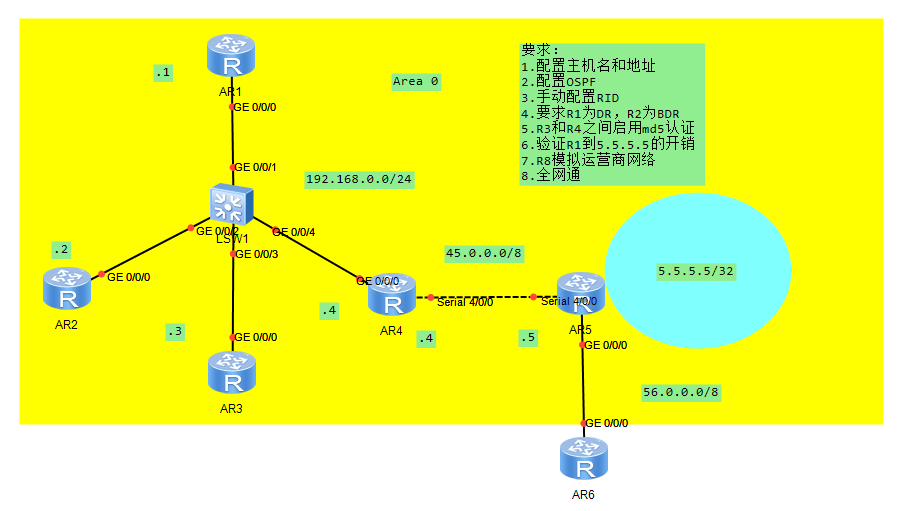 AR1
.1
GE 0/0/0
Area 0
要求:
1.配置主机名和地址
2.配置OSPF
3.手动配置RID
4.要求R1为DR, R2为BDR
5.R3和R4之间启用md5认证
6.验证R1到5.5.5.5的开销
7.R8模拟运营商网络
8.全网通
GE 0/0/1
192.168.0.0/24
LSW1
GE 0/0/2
GE 0/0/4
GE 0/0/3
.2
GE 0/0/0
AR2
GE 0/0/0
.4
AR4
45.0.0.0/8
Serial 4/0/0
Serial 4/0/0
.4
.5
AR5
5.5.5.5/32
.3
GE 0/0/0
AR3
GE 0/0/0
56.0.0.0/8
GE 0/0/0
AR6
R
R
R
R
R
R